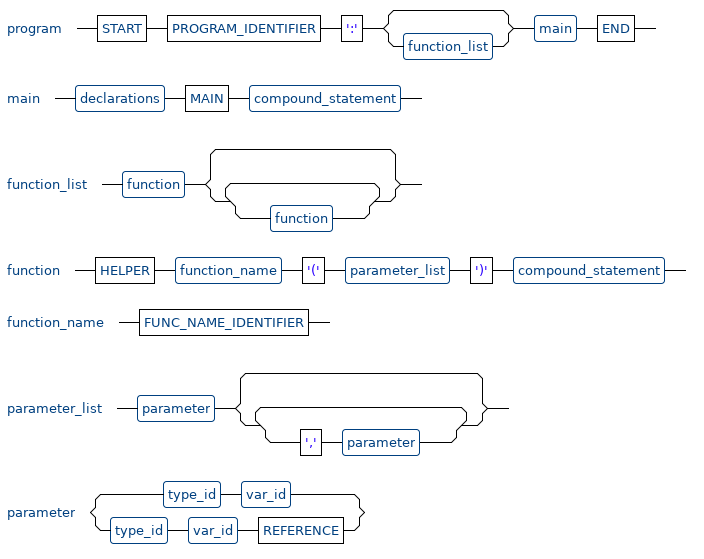 program START PROGRAM_IDENTIFIER ':' function_list main END
main declarations MAIN compound_statement
function_list function function
function HELPER function_name '(' parameter_list ')' compound_statement
function_name FUNC_NAME_IDENTIFIER
parameter_list parameter ',' parameter
parameter type_id var_id
type_id var_id REFERENCE